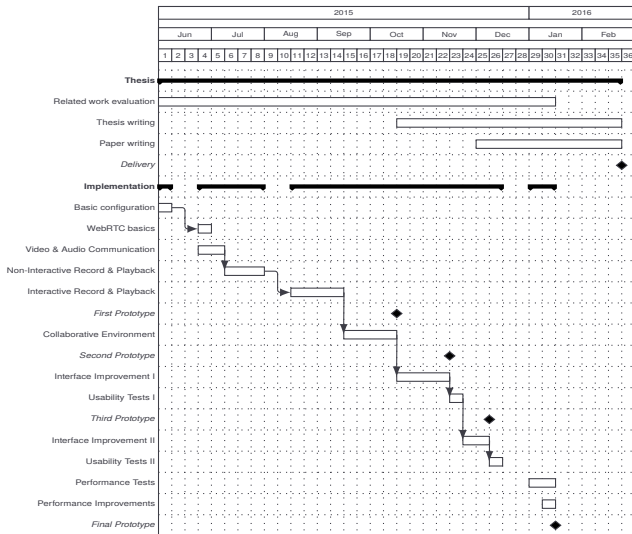 2015 2016
Jun Jul Aug Sep Oct Nov Dec Jan Feb
1 2 3 4 5 6 7 8 9 10 11 12 13 14 15 16 17 18 19 20 21 22 23 24 25 26 27 28 29 30 31 32 33 34 35 36
Thesis
Related work evaluation
Thesis writing
Paper writing
Delivery
Implementation
Basic configuration
WebRTC basics
Video & Audio Communication
Non-Interactive Record & Playback
Interactive Record & Playback
First Prototype
Collaborative Environment
Second Prototype
Interface Improvement I
Usability Tests I
Third Prototype
Interface Improvement II
Usability Tests II
Performance Tests
Performance Improvements
Final Prototype